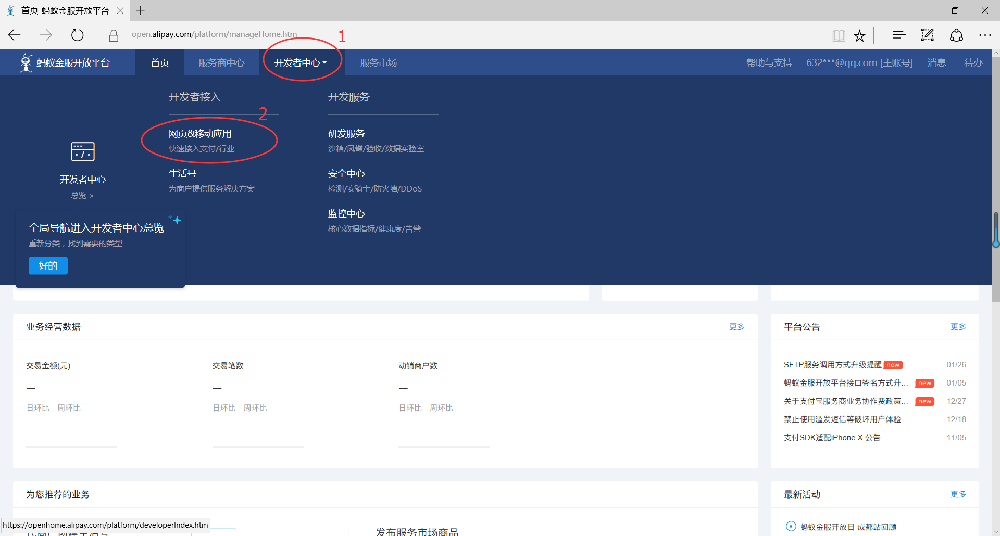 首页-蚂蚁金服开放平台
open.alipay.com/platform/manageHome.htm
1
蚂蚁金服开放平台
首页
服务商中心
开发者中心
服务市场
帮助与支持
632***@qq.com [主账号]
消息
待办
开发者接入
开发服务
2
网页&移动应用
快速接入支付/行业
研发服务
沙箱/凤蝶/验收/数据实验室
开发者中心
总览 >
生活号
为商户提供服务解决方案
安全中心
检测/安骑士/防火墙/DDoS
监控中心
核心数据指标/健康度/告警
全局导航进入开发者中心总览
重新分类，找到需要的类型
好的
业务经营数据
更多
平台公告
更多
交易金额(元)
交易笔数
动销商户数
—
—
—
日环比- 周环比-
日环比- 周环比-
日环比- 周环比-
SFTP服务调用方式升级提醒 new 01/26
蚂蚁金服开放平台接口签名方式升... new 01/05
关于支付宝服务商业务协作费政策... new 12/27
禁止使用滥发短信等破坏用户体验... 12/18
支付SDK适配iPhone X 公告 11/05
为您推荐的业务
最新活动
更多
https://openhome.alipay.com/platform/developerIndex.htm
发布服务市场商品
蚂蚁金服开放日-成都站回顾